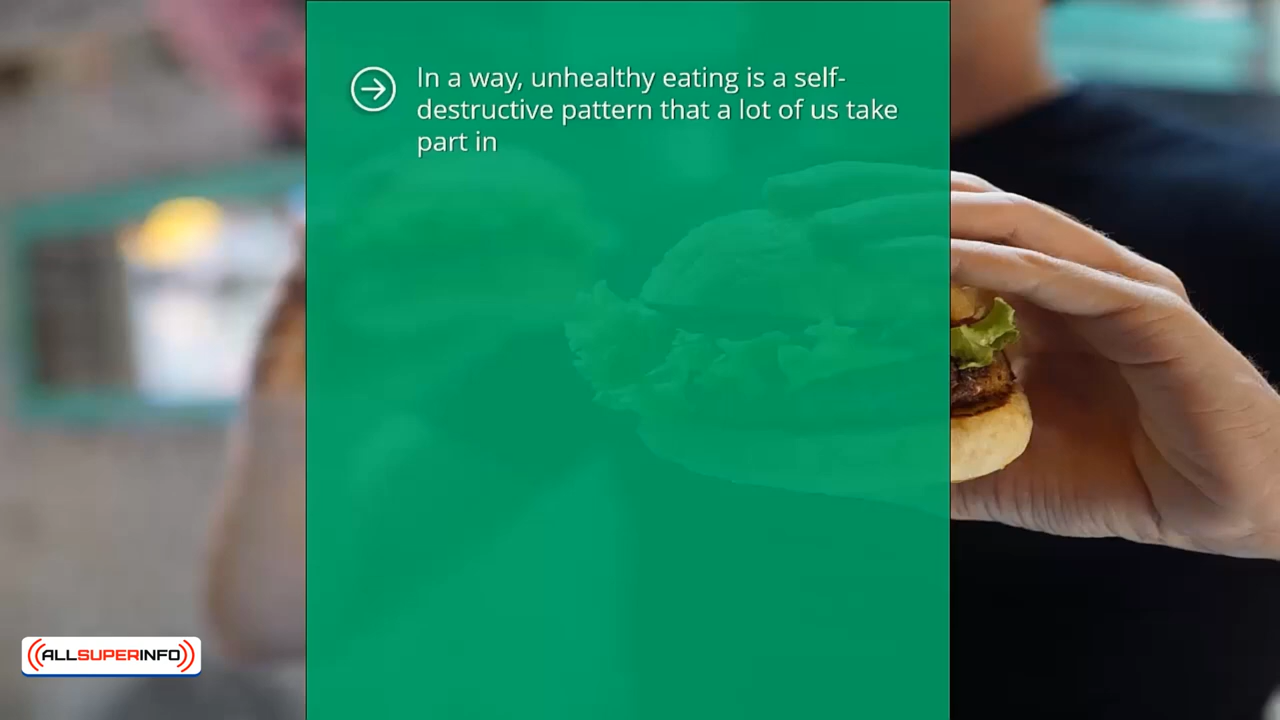 In a way, unhealthy eating is a self-
destructive pattern that a lot of us take
part in
ALLSUPERINFO